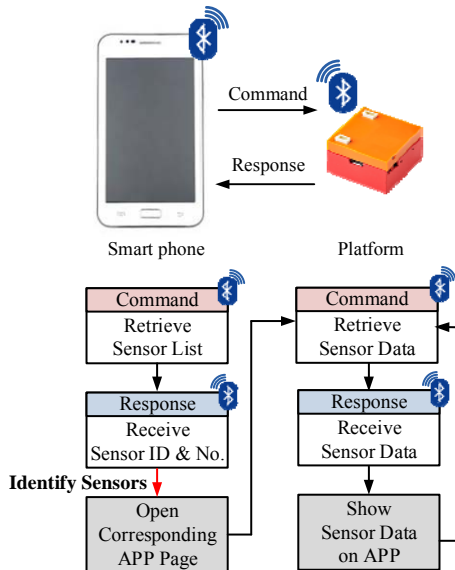 Command
Response
Smart phone
Platform
Command
Retrieve
Sensor List
Response
Receive
Sensor ID & No.
Identify Sensors
Open
Corresponding
APP Page
Command
Retrieve
Sensor Data
Response
Receive
Sensor Data
Show
Sensor Data
on APP